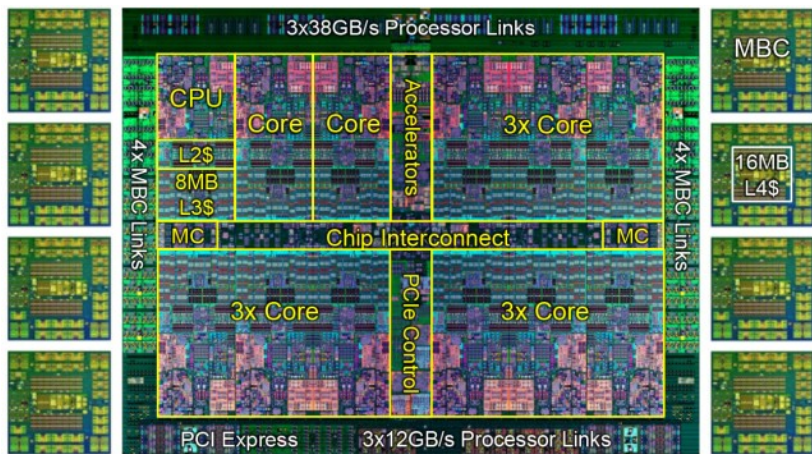 3x38GB/s Processor Links
MBC
CPU
Core
Core
Accelerators
3x Core
L2$
8MB
L3$
4x MBC Links
4x MBC Links
16MB
L4$
MC
Chip Interconnect
MC
3x Core
PCIe Control
3x Core
PCI Express
3x12GB/s Processor Links